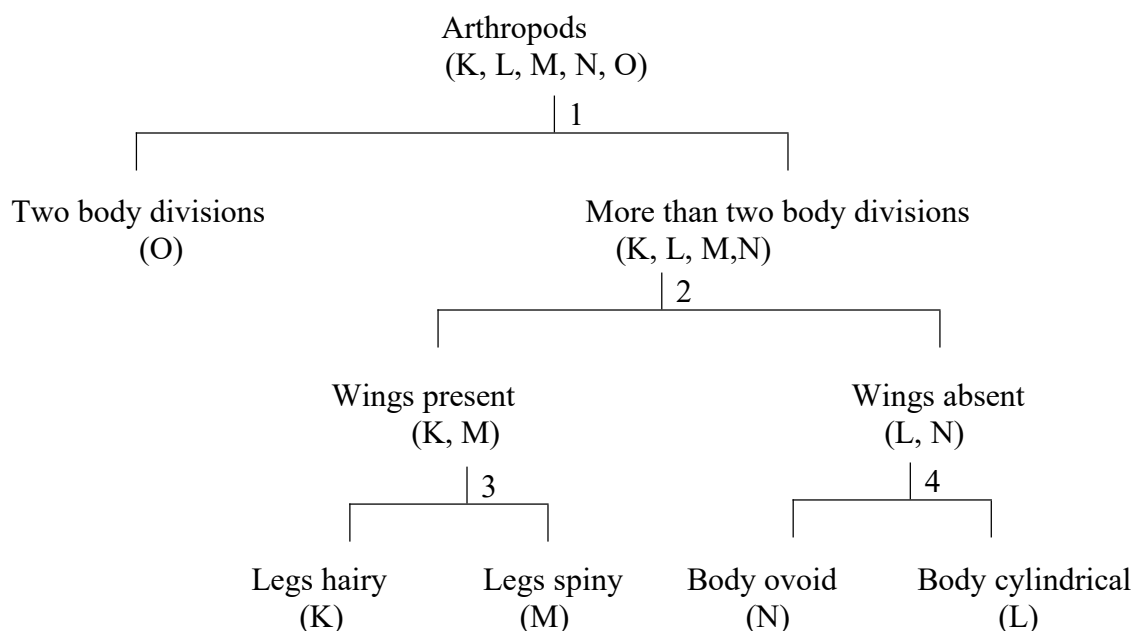 Arthropods
(K, L, M, N, O)
1
Two body divisions
(O)
More than two body divisions
(K, L, M,N)
2
Wings present
(K, M)
Wings absent
(L, N)
3
4
Legs hairy
(K)
Legs spiny
(M)
Body ovoid
(N)
Body cylindrical
(L)